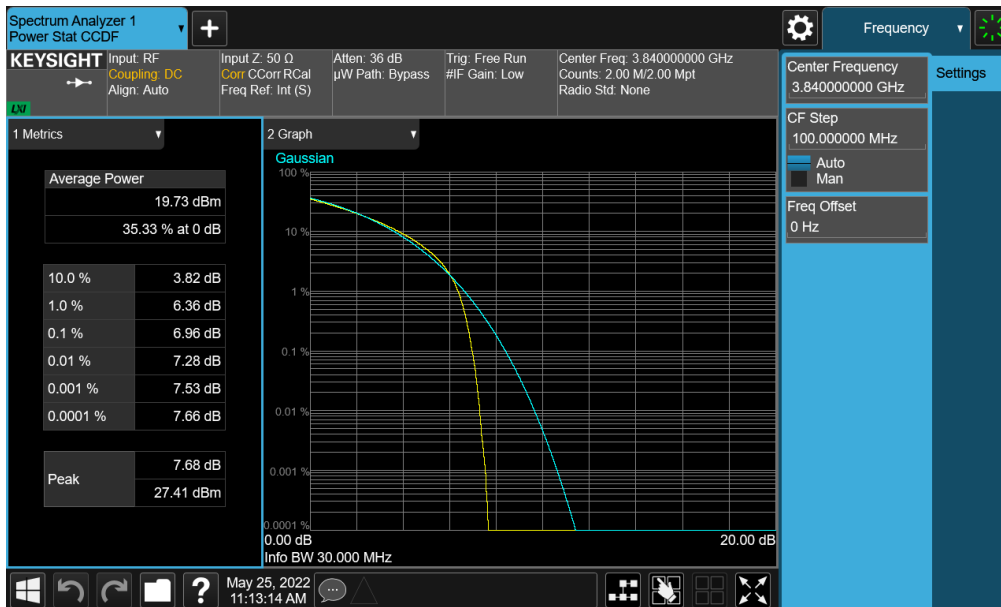 Spectrum Analyzer 1
Power Stat CCDF
+
Frequency
KEYSIGHT
Input: RF
Coupling: DC
Align: Auto
Input Z: 50 Ω
Corr CCorr RCal
Freq Ref: Int (S)
Atten: 36 dB
µW Path: Bypass
Trig: Free Run
#IF Gain: Low
Center Freq: 3.840000000 GHz
Counts: 2.00 M/2.00 Mpt
Radio Std: None
LXI
Center Frequency
3.840000000 GHz
Settings
CF Step
100.000000 MHz
Auto
Man
Freq Offset
0 Hz
1 Metrics
Average Power
19.73 dBm
35.33 % at 0 dB
10.0 % 3.82 dB
1.0 % 6.36 dB
0.1 % 6.96 dB
0.01 % 7.28 dB
0.001 % 7.53 dB
0.0001 % 7.66 dB
Peak
7.68 dB
27.41 dBm
2 Graph
Gaussian
100 %
10 %
1 %
0.1 %
0.01 %
0.001 %
0.0001 %
0.00 dB 20.00 dB
Info BW 30.000 MHz
?
May 25, 2022
11:13:14 AM